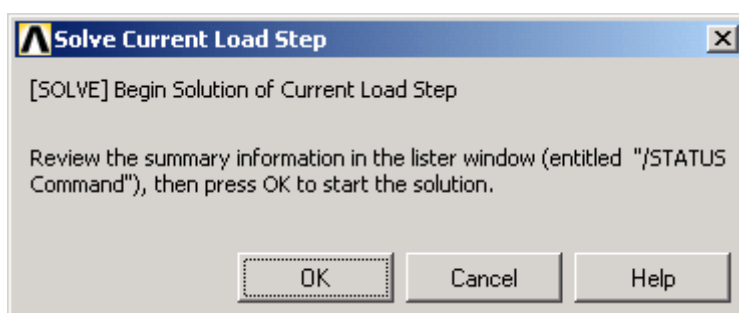 Solve Current Load Step
[SOLVE] Begin Solution of Current Load Step
Review the summary information in the lister window (entitled "/STATUS
Command"), then press OK to start the solution.
OK Cancel Help